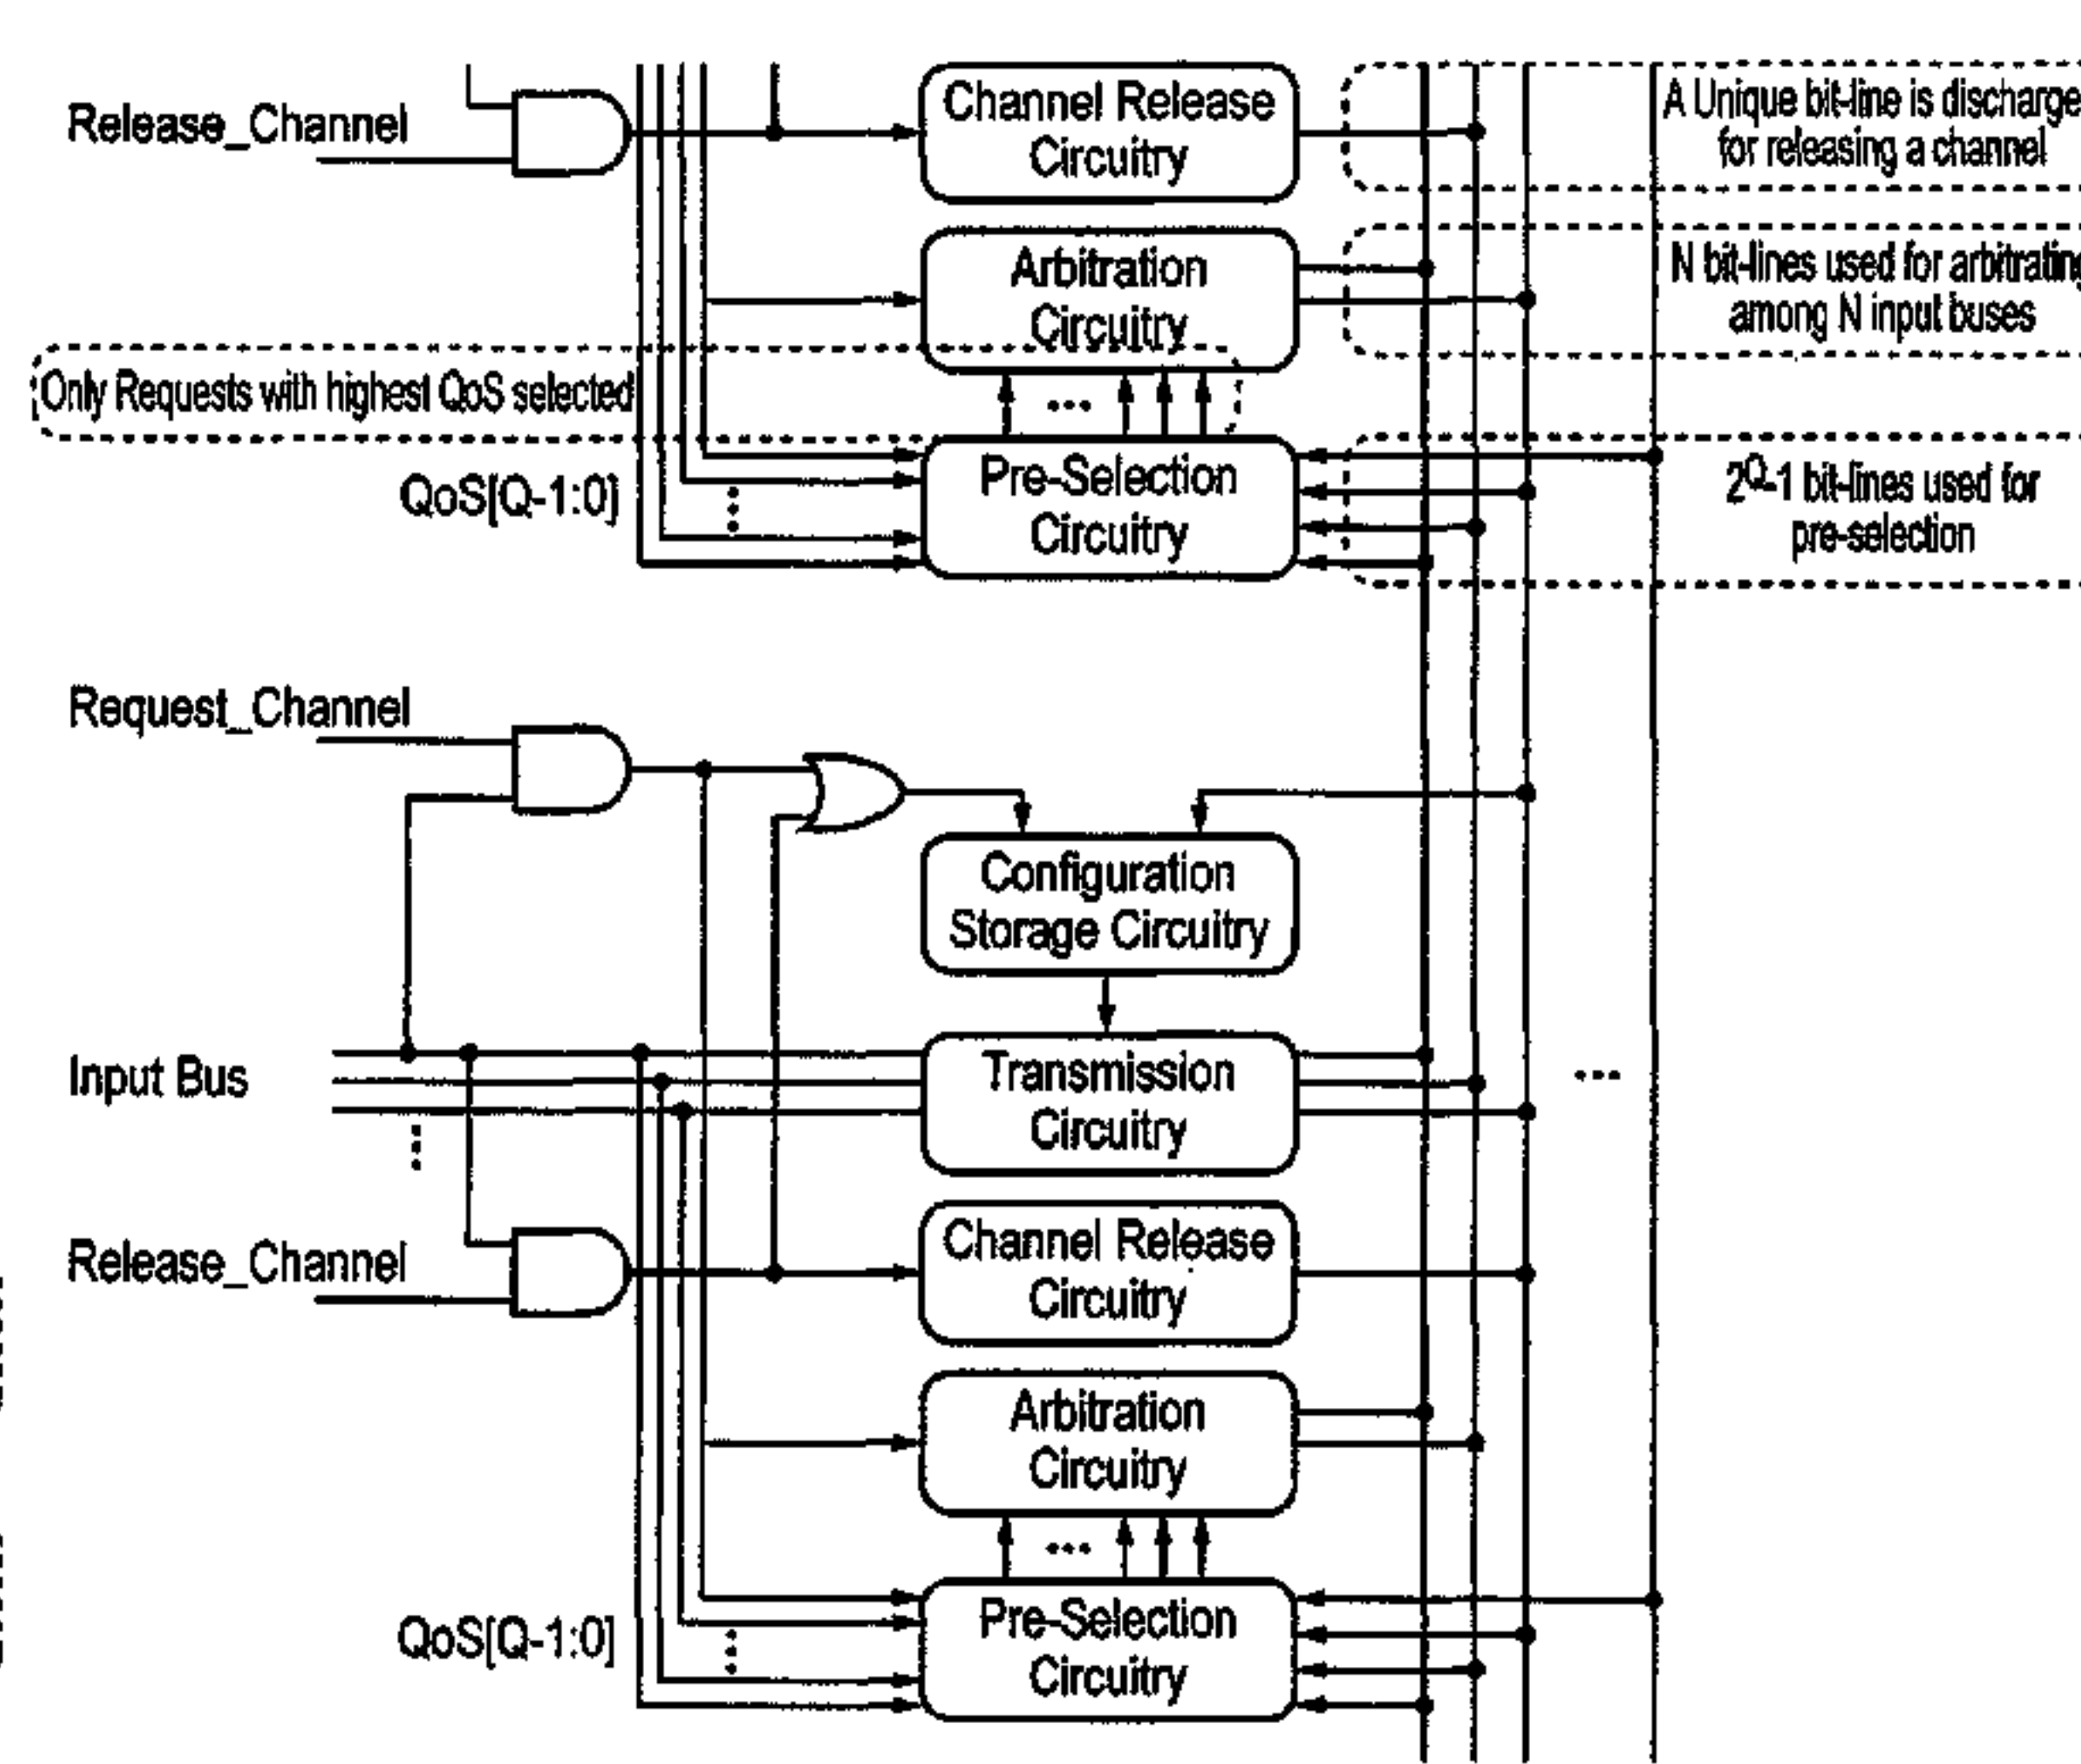 Release_Channel
Channel Release
Circuitry
A Unique bit-line is discharge
for releasing a channel
Arbitration
Circuitry
N bit-lines used for arbitrating
among N input buses
Only Requests with highest QoS selected
QoS[Q-1:0]
Pre-Selection
Circuitry
2^Q-1 bit-lines used for
pre-selection
Request_Channel
Configuration
Storage Circuitry
Input Bus
Transmission
Circuitry
Release_Channel
Channel Release
Circuitry
Arbitration
Circuitry
QoS[Q-1:0]
Pre-Selection
Circuitry